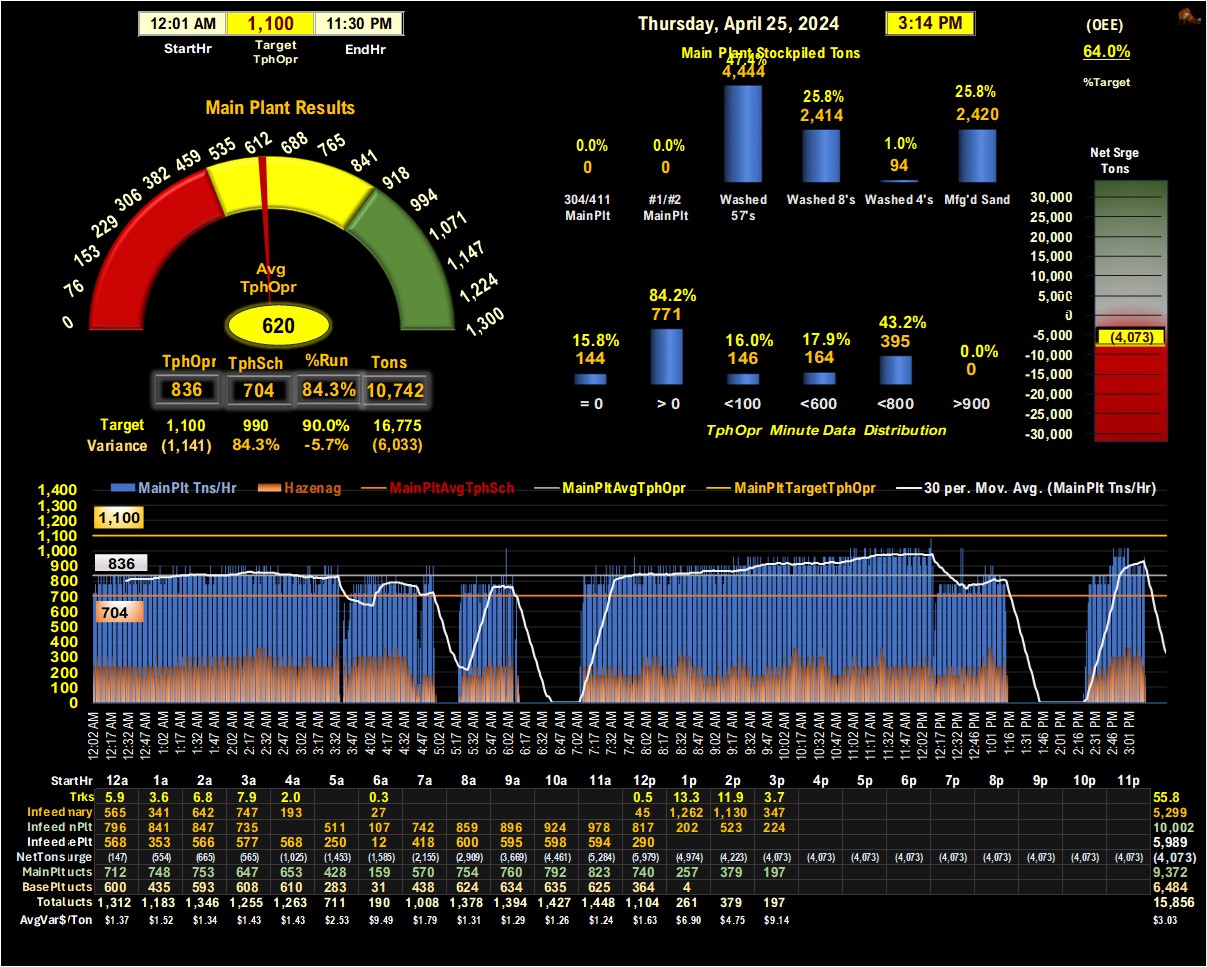 12:01 AM 1,100 11:30 PM
StartHr Target TphOpr EndHr
Thursday, April 25, 2024 3:14 PM
(OEE)
64.0%
%Target
Main Plant Stockpiled Tons
47.4% 25.8% 25.8%
4,444 2,414 2,420
0.0% 0.0% 1.0%
0 0 94
304/411 MainPlt #1/#2 MainPlt Washed 57's Washed 8's Washed 4's Mfg'd Sand
Main Plant Results
0 76 153 229 306 382 459 535 612 688 765 841 918 994 1,071 1,147 1,224 1,300
Avg
TphOpr
620
TphOpr TphSch %Run Tons
836 704 84.3% 10,742
Target 1,100 990 90.0% 16,775
Variance (1,141) 84.3% -5.7% (6,033)
15.8% 84.2% 16.0% 17.9% 43.2% 0.0%
144 771 146 164 395 0
= 0 > 0 <100 <600 <800 >900
TphOpr Minute Data Distribution
Net Srge
Tons
30,000
25,000
20,000
15,000
10,000
5,000
0
-5,000
(4,073)
-10,000
-15,000
-20,000
-25,000
-30,000
MainPlt Tns/Hr Hazenag MainPltAvgTphSch MainPltAvgTphOpr MainPltTargetTphOpr 30 per. Mov. Avg. (MainPlt Tns/Hr)
1,400
1,300
1,200
1,100
1,000
900
800
700
600
500
400
300
200
100
0
1,100
836
704
12:02 AM 12:17 AM 12:32 AM 12:47 AM 1:02 AM 1:17 AM 1:32 AM 1:47 AM 2:02 AM 2:17 AM 2:32 AM 2:47 AM 3:02 AM 3:17 AM 3:32 AM 3:47 AM 4:02 AM 4:17 AM 4:32 AM 4:47 AM 5:02 AM 5:17 AM 5:32 AM 5:47 AM 6:02 AM 6:17 AM 6:32 AM 6:47 AM 7:02 AM 7:17 AM 7:32 AM 7:47 AM 8:02 AM 8:17 AM 8:32 AM 8:47 AM 9:02 AM 9:17 AM 9:32 AM 9:47 AM 10:02 AM 10:17 AM 10:32 AM 10:47 AM 11:02 AM 11:17 AM 11:32 AM 11:47 AM 12:02 PM 12:17 PM 12:32 PM 12:46 PM 1:01 PM 1:16 PM 1:31 PM 1:46 PM 2:01 PM 2:16 PM 2:31 PM 2:46 PM 3:01 PM
StartHr 12a 1a 2a 3a 4a 5a 6a 7a 8a 9a 10a 11a 12p 1p 2p 3p 4p 5p 6p 7p 8p 9p 10p 11p
Trks 5.9 3.6 6.8 7.9 2.0 0.3 0.5 13.3 11.9 3.7 55.8
Infeed mary 565 341 642 747 193 27 45 1,262 1,130 347 5,299
Infeed nPlt 796 841 847 735 511 107 742 859 896 924 978 817 202 523 224 10,002
Infeed ePlt 568 353 566 577 568 250 12 418 600 595 598 594 290 5,989
NetTons urge (147) (554) (665) (565) (1,025) (1,453) (1,585) (2,155) (2,909) (3,669) (4,461) (5,284) (5,979) (4,974) (4,223) (4,073) (4,073) (4,073) (4,073) (4,073) (4,073) (4,073) (4,073) (4,073) (4,073)
MainPlt ucts 712 748 753 647 653 428 159 570 754 760 792 823 740 257 379 197 9,372
BasePlt ucts 600 435 593 608 610 283 31 438 624 634 635 625 364 4 6,484
Total ucts 1,312 1,183 1,346 1,255 1,263 711 190 1,008 1,378 1,394 1,427 1,448 1,104 261 379 197 15,856
AvgVar$/Ton $1.37 $1.52 $1.34 $1.43 $1.43 $2.53 $9.49 $1.79 $1.31 $1.29 $1.26 $1.24 $1.63 $6.90 $4.75 $9.14 $3.03